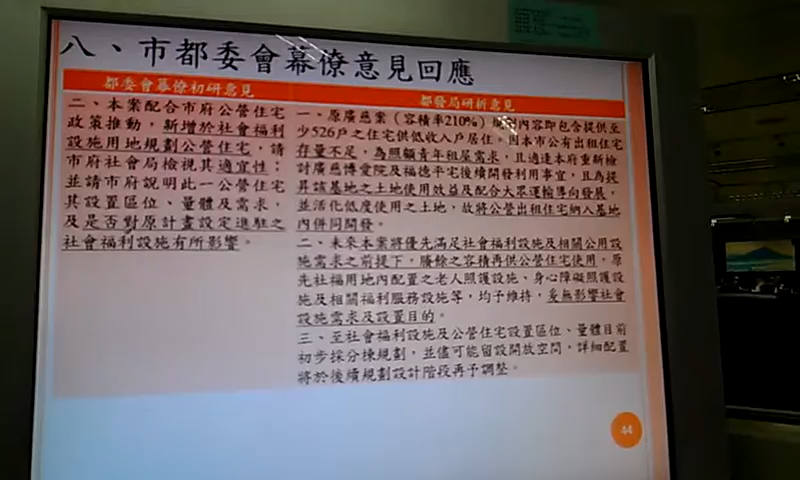 八、市都委會幕僚意見回應
都委會幕僚初研意見
二、本案配合市府公營住宅
政策推動，新增於社會福利
設施用地規劃公營住宅，請
市府社會局檢視其適宜性；
並請市府說明此一公營住宅
其設置區位、量體及需求，
及是否對原計畫設定進駐之
社會福利設施有所影響。
都發局研析意見
一、原廣慈案（容積率210%）規定內容即包含提供至
少526戶之住宅供低收入戶居住。因本市公有出租住宅
存量不足，為照顧青年租屋需求，且適逢本府重新檢
討廣慈博愛院及福德平宅後續開發利用事宜，且為提
昇該基地之土地使用效益及配合大眾運輸導向發展，
並活化低度使用之土地，故將公營出租住宅納入基地
內併同開發。
二、未來本案將優先滿足社會福利設施及相關公用設
施需求之前提下，賸餘之容積再供公營住宅使用。原
先社福用地內配置之老人照護設施、身心障礙照護設
施及相關福利服務設施等，均予維持，並無影響社會
設施需求及設置目的。
三、至社會福利設施及公營住宅設置區位、量體目前
初步採分棟規劃，並儘可能留設開放空間，詳細配置
將於後續規劃設計階段再予調整。
44